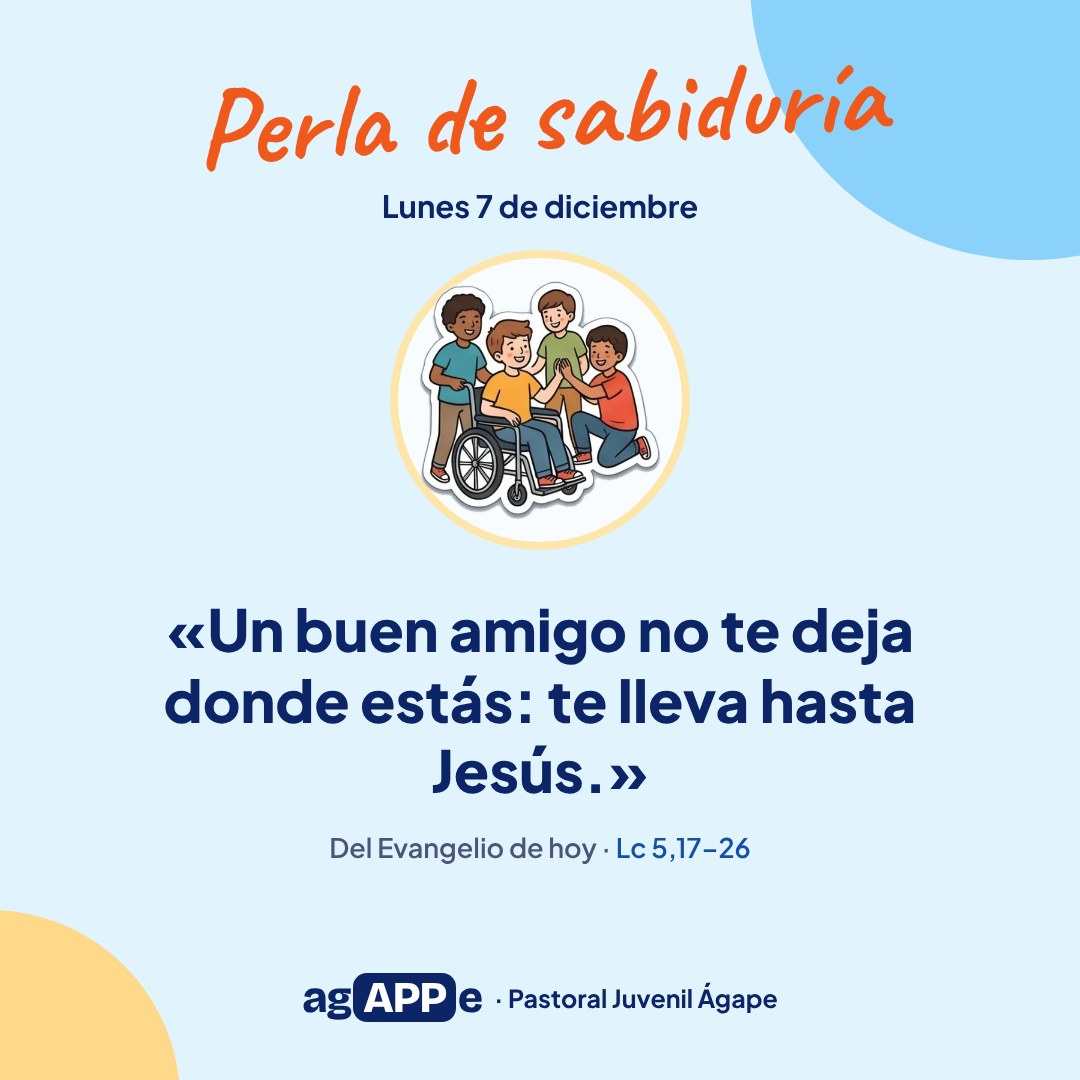 Perla de sabiduría
Lunes 7 de diciembre
«Un buen amigo no te deja
donde estás: te lleva hasta
Jesús.»
Del Evangelio de hoy · Lc 5,17–26
agAPPe · Pastoral Juvenil Ágape